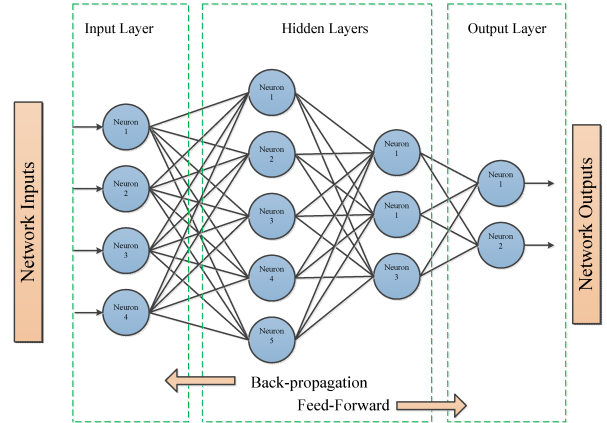 Input Layer
Hidden Layers
Output Layer
Network Inputs
Neuron
1
Neuron
2
Neuron
3
Neuron
4
Neuron
1
Neuron
2
Neuron
3
Neuron
4
Neuron
5
Neuron
1
Neuron
1
Neuron
3
Neuron
1
Neuron
2
Network Outputs
Back-propagation
Feed-Forward